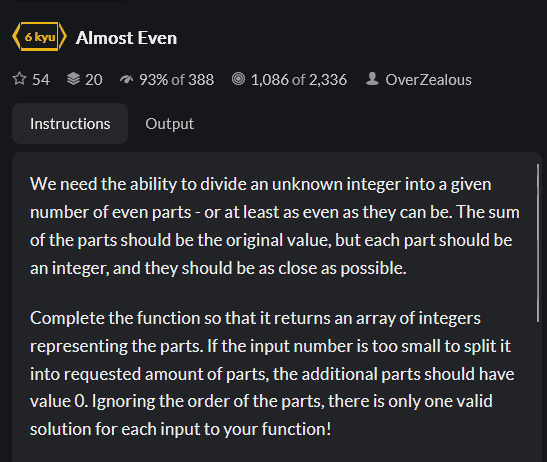 6 kyu Almost Even
54 20 93% of 388 1,086 of 2,336 OverZealous
Instructions Output
We need the ability to divide an unknown integer into a given
number of even parts - or at least as even as they can be. The sum
of the parts should be the original value, but each part should be
an integer, and they should be as close as possible.
Complete the function so that it returns an array of integers
representing the parts. If the input number is too small to split it
into requested amount of parts, the additional parts should have
value 0. Ignoring the order of the parts, there is only one valid
solution for each input to your function!